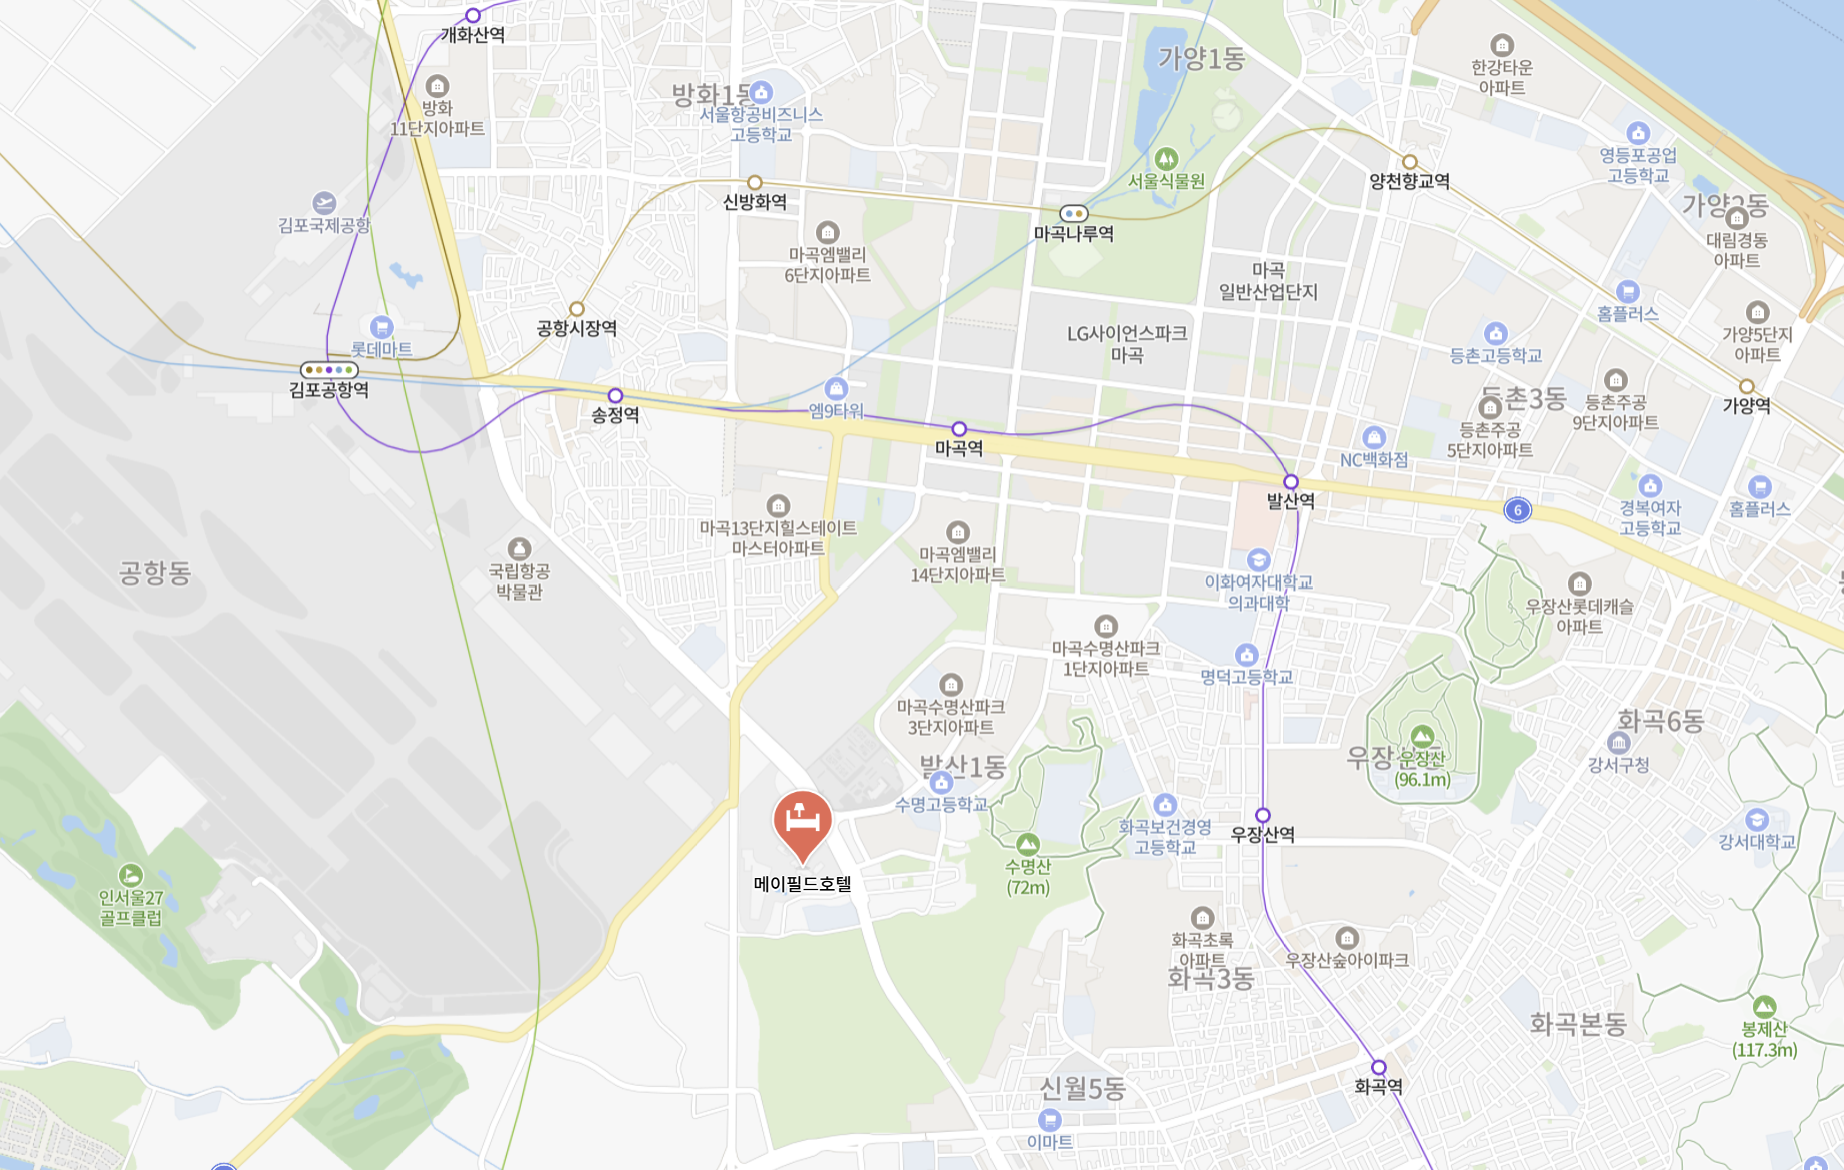 개화산역
가양1동
한강타운
아파트
방화
11단지아파트
방화1동
서울항공비즈니스
고등학교
영등포공업
고등학교
서울식물원
양천향교역
김포국제공항
신방화역
마곡나루역
대림경동
아파트
마곡엠밸리
6단지아파트
마곡
일반산업단지
홈플러스
공항시장역
LG사이언스파크
마곡
가양5단지
아파트
롯데마트
등촌고등학교
김포공항역
송정역
엠9타워
등촌3동
등촌주공
9단지아파트
가양역
등촌주공
5단지아파트
마곡역
NC백화점
발산역
6
경복여자
고등학교
홈플러스
마곡13단지힐스테이트
마스터아파트
마곡엠밸리
14단지아파트
공항동
국립항공
박물관
이화여자대학교
의과대학
우장산롯데캐슬
아파트
마곡수명산파크
1단지아파트
명덕고등학교
마곡수명산파크
3단지아파트
화곡6동
발산1동
우장산
(96.1m)
강서구청
수명고등학교
화곡보건경영
고등학교
우장산역
강서대학교
수명산
(72m)
메이필드호텔
인서울27
골프클럽
화곡초록
아파트
우장산숲아이파크
화곡3동
화곡본동
봉제산
(117.3m)
신월5동
화곡역
이마트